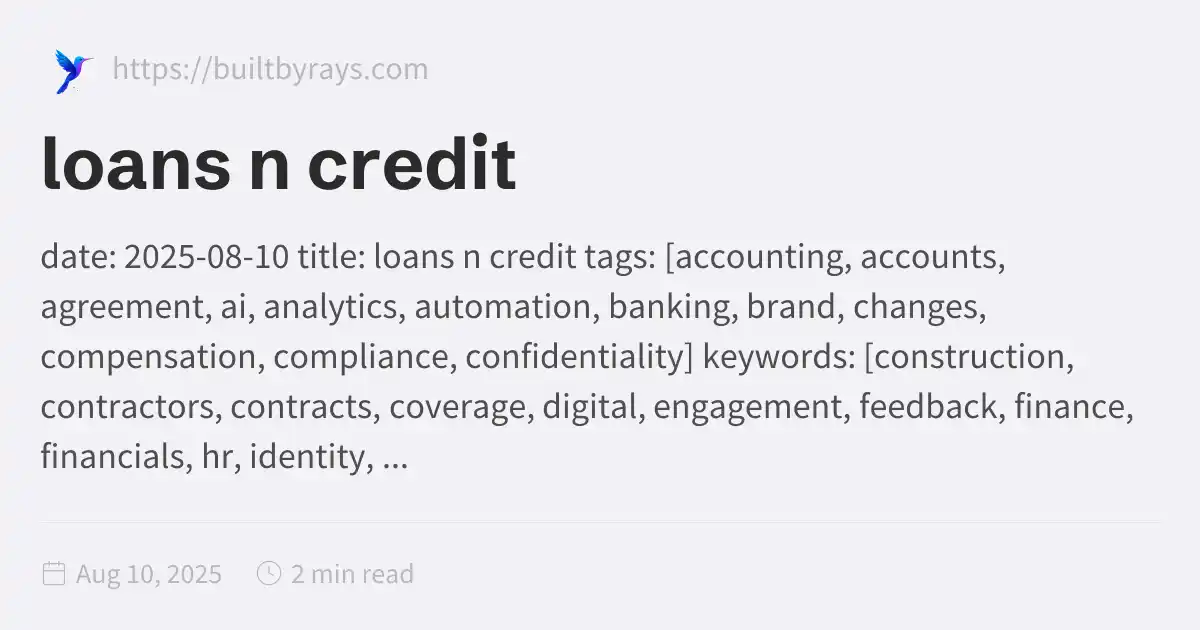 https://builtbyrays.com
loans n credit
date: 2025-08-10 title: loans n credit tags: [accounting, accounts,
agreement, ai, analytics, automation, banking, brand, changes,
compensation, compliance, confidentiality] keywords: [construction,
contractors, contracts, coverage, digital, engagement, feedback, finance,
financials, hr, identity, ...
Aug 10, 2025 2 min read